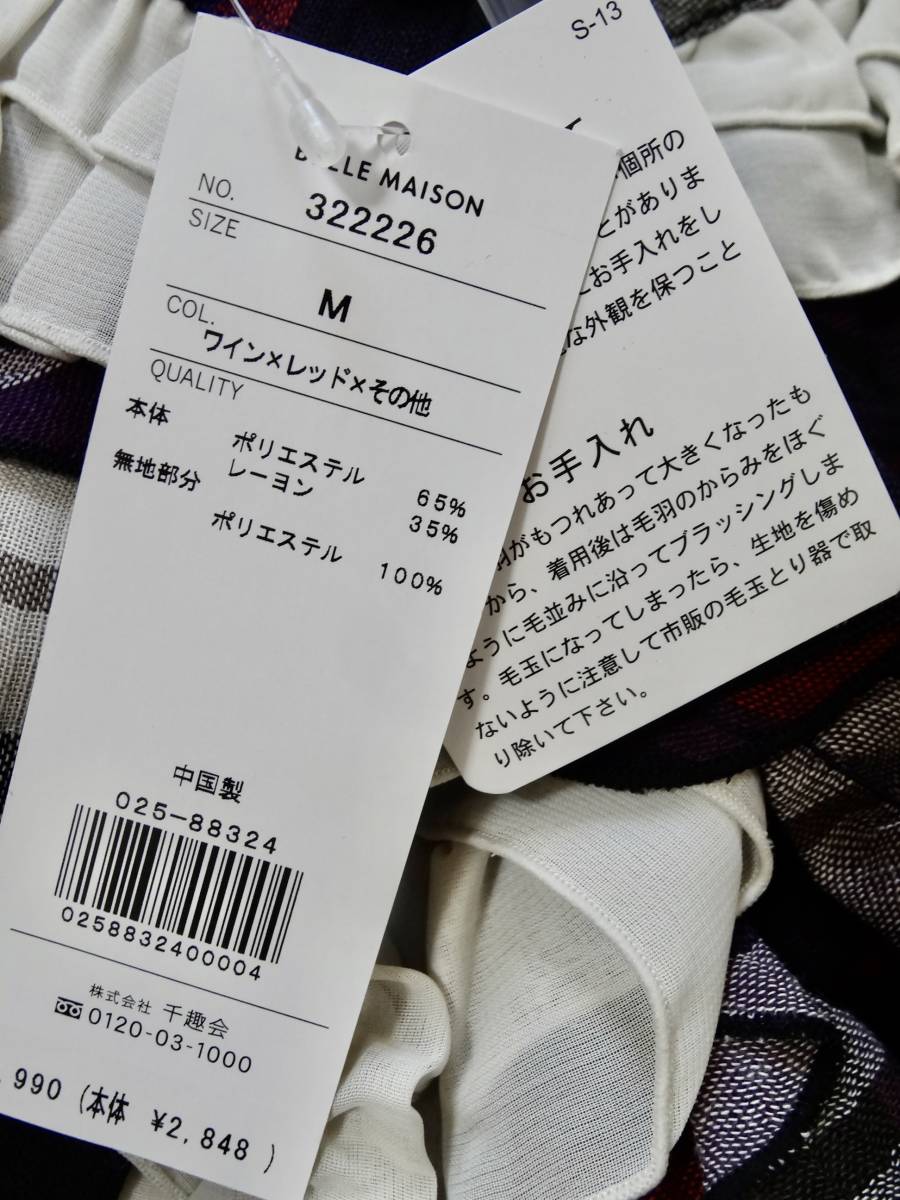 MAISON
NO. 322226
SIZE
M
COL.
ワイン×レッド×その他
QUALITY
本体
ポリエステル 65%
レーヨン 35%
無地部分
ポリエステル 100%
中国製
025-88324
0258832400004
株式会社 千趣会
0120-03-1000
990 (本体 ¥2,848 )
S-13
個所の
とがありま
お手入れをし
な外観を保つこと
お手入れ
羽がもつれあって大きくなったも
から、着用後は毛羽のからみをほぐ
ように毛並みに沿ってブラッシングしま
す。毛玉になってしまったら、生地を傷め
ないように注意して市販の毛玉とり器で取
り除いて下さい。